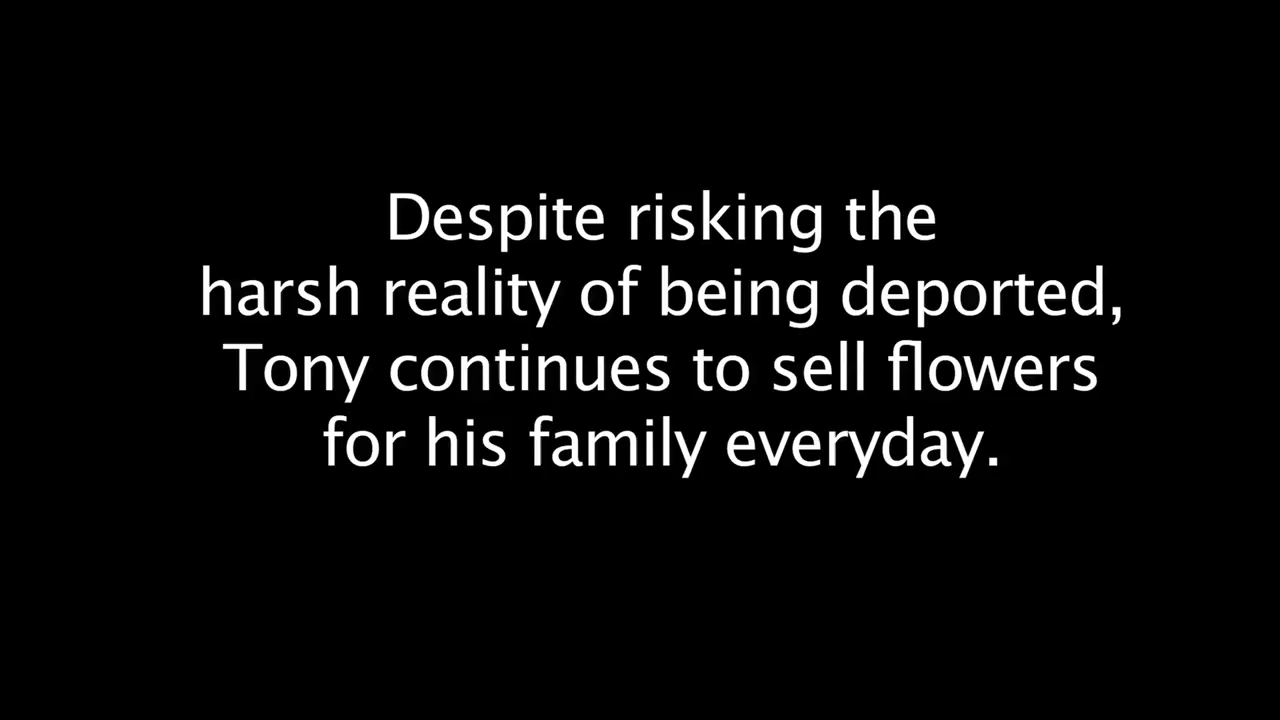 Despite risking the
harsh reality of being deported,
Tony continues to sell flowers
for his family everyday.